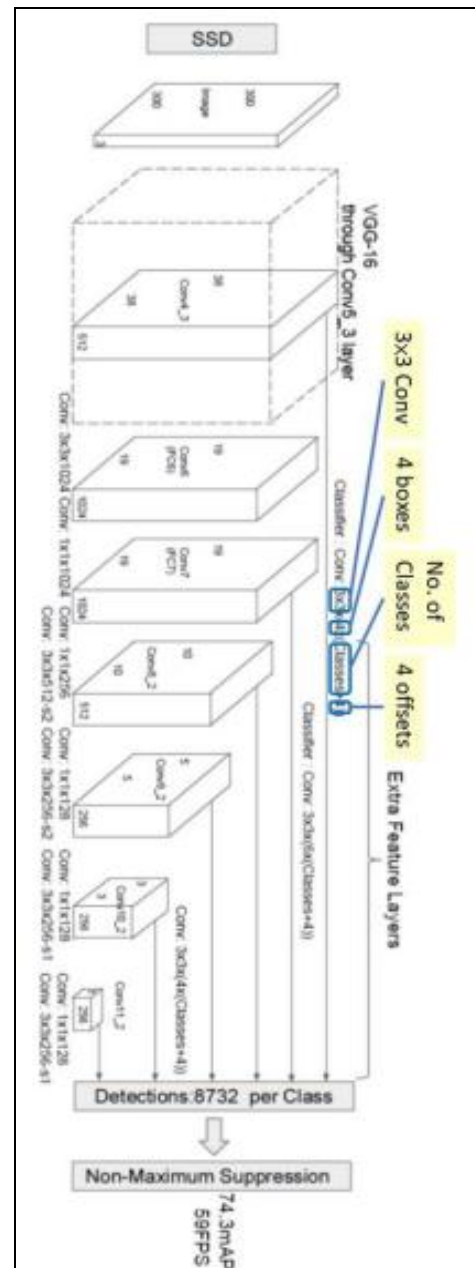 SSD
300
300
Image
3
VGG-16
through Conv5_3 layer
38
38
Conv4_3
512
3x3 Conv
4 boxes
No. of
Classes
4 offsets
Classifier : Conv: 3x3x(4x(Classes+4))
Extra Feature Layers
19
19
Conv6
(FC6)
1024
19
19
Conv7
(FC7)
1024
10
10
Conv8_2
512
5
5
Conv9_2
256
3
3
Conv10_2
256
Conv11_2
256
Classifier : Conv: 3x3x(6x(Classes+4))
Conv: 3x3x(4x(Classes+4))
Conv: 3x3x1024
Conv: 1x1x1024
Conv: 1x1x256
Conv: 3x3x512-s2
Conv: 1x1x128
Conv: 3x3x256-s2
Conv: 1x1x128
Conv: 3x3x256-s1
Conv: 1x1x128
Conv: 3x3x256-s1
Detections:8732 per Class
Non-Maximum Suppression
74.3mAP
59FPS